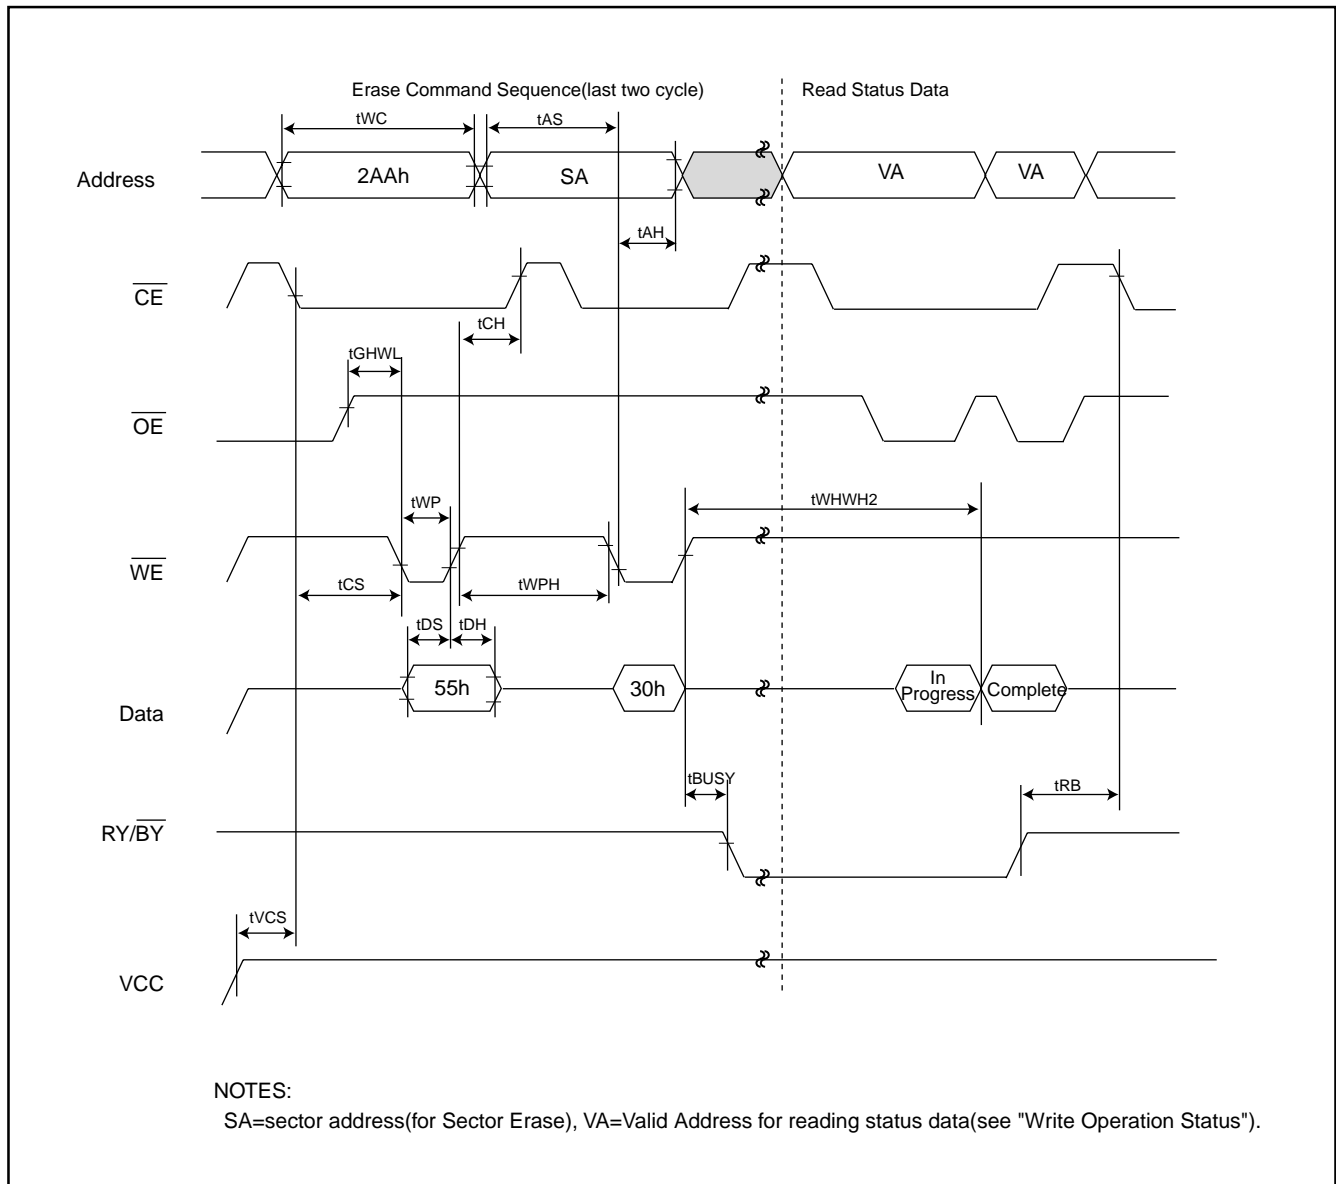 Erase Command Sequence(last two cycle)
Read Status Data
tWC
tAS
Address
2AAh
SA
VA
VA
tAH
CE
tCH
tGHWL
OE
tWP
tWHWH2
WE
tCS
tWPH
tDS
tDH
Data
55h
30h
In
Progress
Complete
tBUSY
tRB
RY/BY
tVCS
VCC
NOTES:
SA=sector address(for Sector Erase), VA=Valid Address for reading status data(see "Write Operation Status").